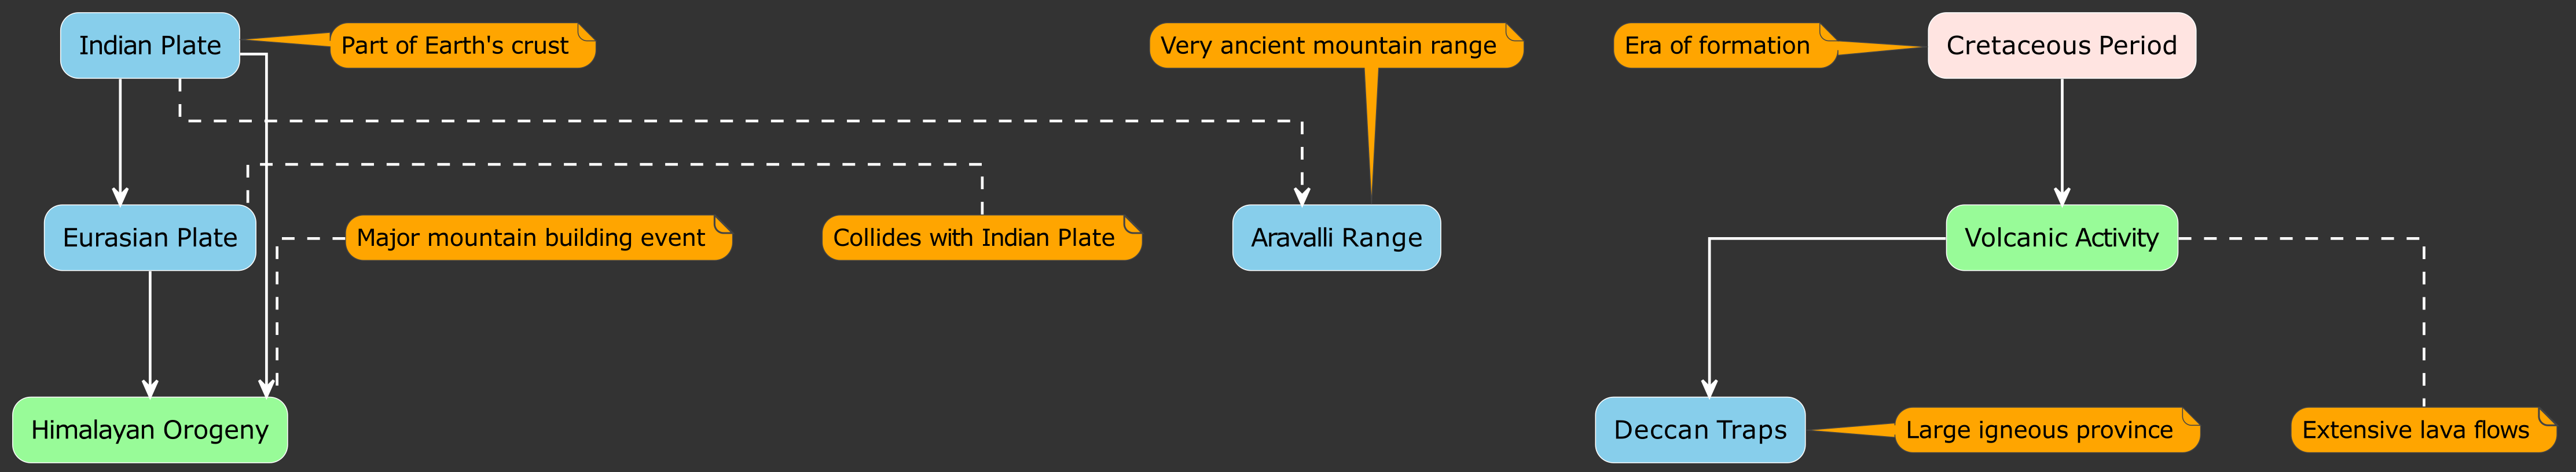 Indian Plate
Part of Earth's crust
Very ancient mountain range
Era of formation
Cretaceous Period
Eurasian Plate
Major mountain building event
Collides with Indian Plate
Aravalli Range
Volcanic Activity
Himalayan Orogeny
Deccan Traps
Large igneous province
Extensive lava flows